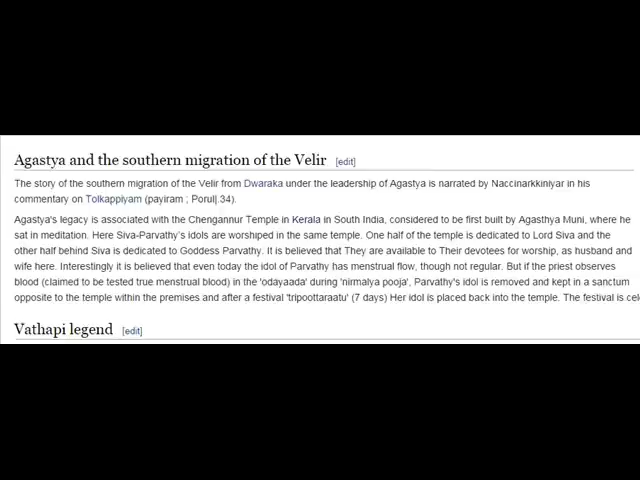 Agastya and the southern migration of the Velir [edit]
The story of the southern migration of the Velir from Dwaraka under the leadership of Agastya is narrated by Naccinarkkiniyar in his
commentary on Tolkappiyam (payiram ; Porul|.34).
Agastya's legacy is associated with the Chengannur Temple in Kerala in South India, considered to be first built by Agasthya Muni, where he
sat in meditation. Here Siva-Parvathy's idols are worshiped in the same temple. One half of the temple is dedicated to Lord Siva and the
other half behind Siva is dedicated to Goddess Parvathy. It is believed that They are available to Their devotees for worship, as husband and
wife here. Interestingly it is believed that even today the idol of Parvathy has menstrual flow, though not regular. But if the priest observes
blood (claimed to be tested true menstrual blood) in the 'odayaada' during 'nirmalya pooja', Parvathy's idol is removed and kept in a sanctum
opposite to the temple within the premises and after a festival 'tripoottaraatu' (7 days) Her idol is placed back into the temple. The festival is cel
Vathapi legend [edit]